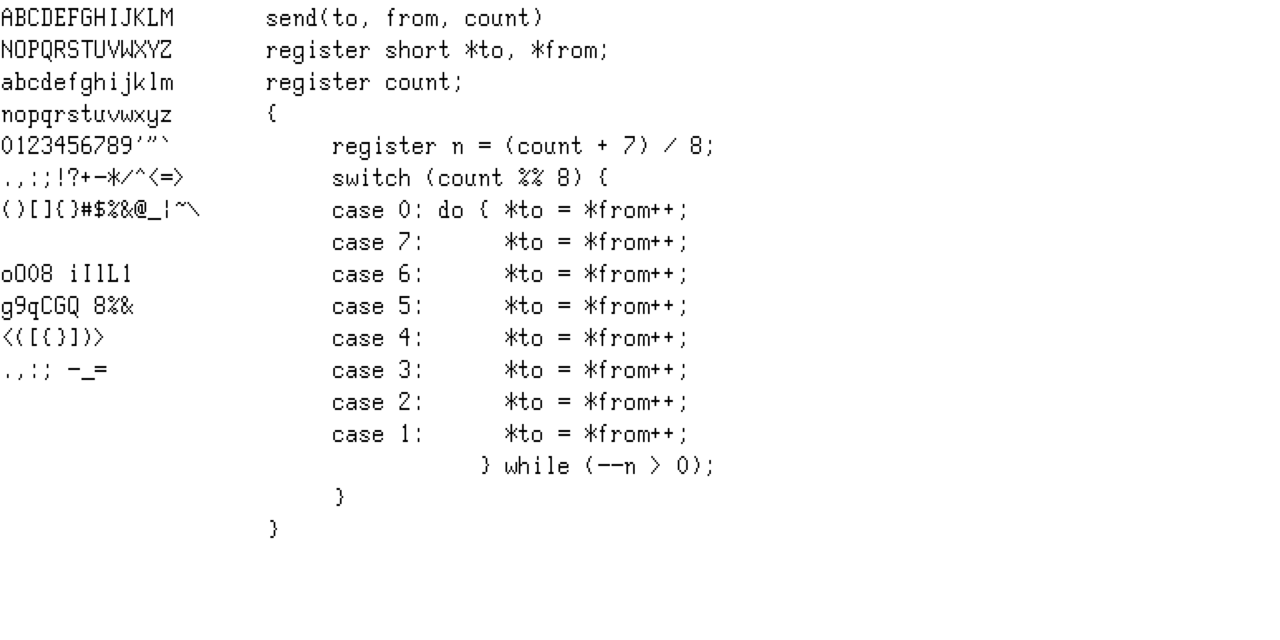 ABCDEFGHIJKLM send(to, from, count)
NOPQRSTUVWXYZ register short *to, *from;
abcdefghijklm register count;
nopqrstuvwxyz {
0123456789'"` register n = (count + 7) / 8;
.,:;!?+-*/^<=> switch (count %% 8) {
()[]{}#$%&@_¦~\ case 0: do { *to = *from++;
case 7: *to = *from++;
oO08 iIlL1 case 6: *to = *from++;
g9qCGQ 8%& case 5: *to = *from++;
<([{}])> case 4: *to = *from++;
.,:; -_= case 3: *to = *from++;
case 2: *to = *from++;
case 1: *to = *from++;
} while (--n > 0);
}
}